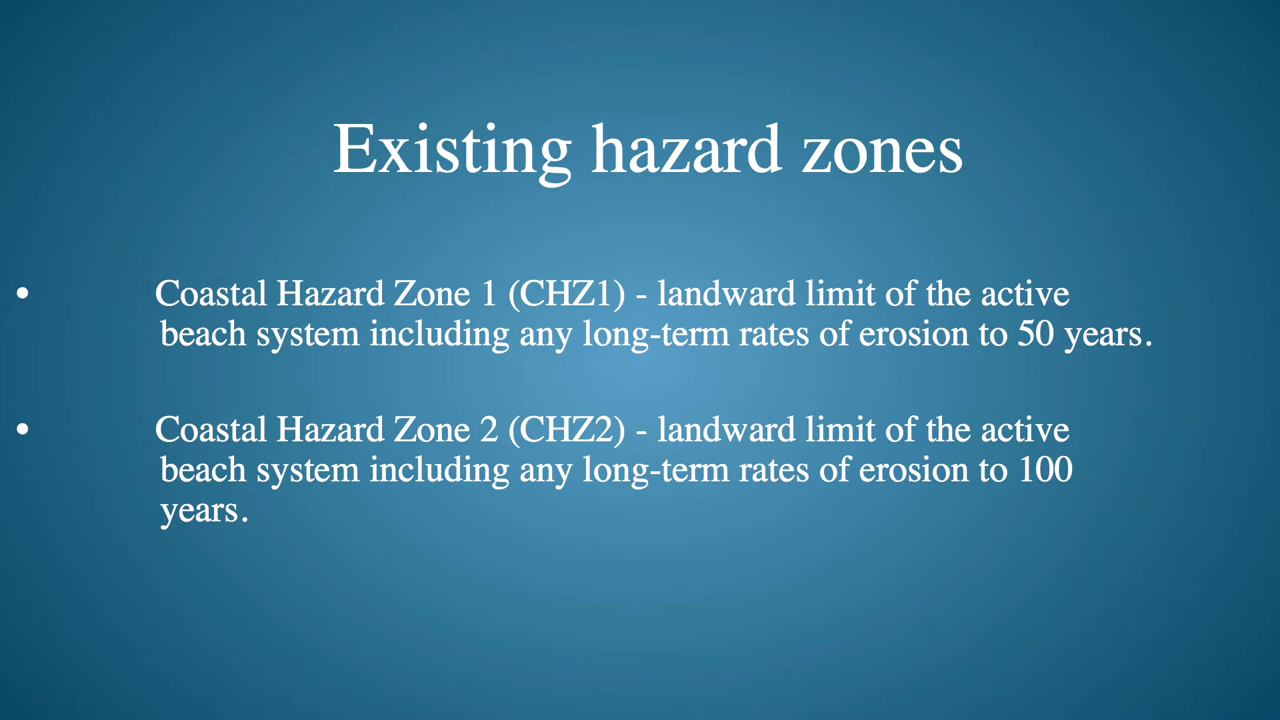 Existing hazard zones
• Coastal Hazard Zone 1 (CHZ1) - landward limit of the active
beach system including any long-term rates of erosion to 50 years.
• Coastal Hazard Zone 2 (CHZ2) - landward limit of the active
beach system including any long-term rates of erosion to 100
years.